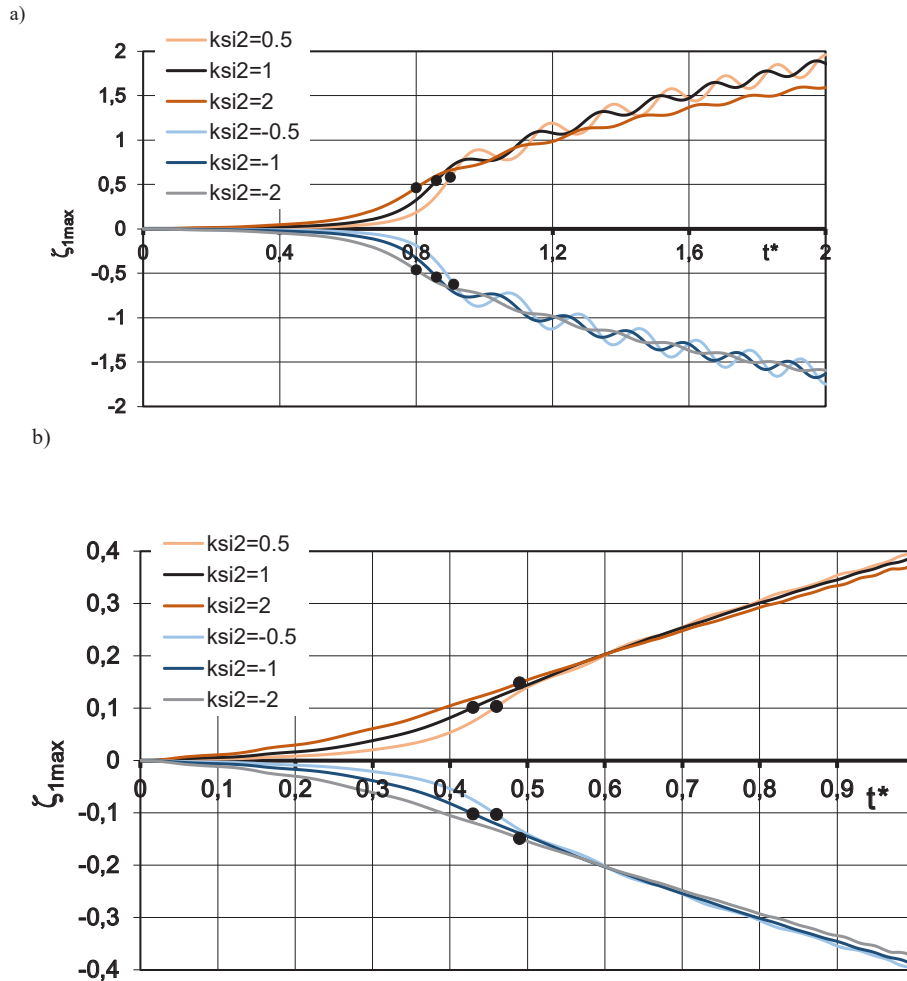 a)
ksi2=0.5
ksi2=1
ksi2=2
ksi2=-0.5
ksi2=-1
ksi2=-2
2
1,5
1
0,5
0
-0,5
-1
-1,5
-2
ζ1max
0
0,4
0,8
1,2
1,6
t*
2
b)
ksi2=0.5
ksi2=1
ksi2=2
ksi2=-0.5
ksi2=-1
ksi2=-2
0,4
0,3
0,2
0,1
0
-0,1
-0,2
-0,3
-0,4
ζ1max
0
0,1
0,2
0,3
0,4
0,5
0,6
0,7
0,8
0,9
t*